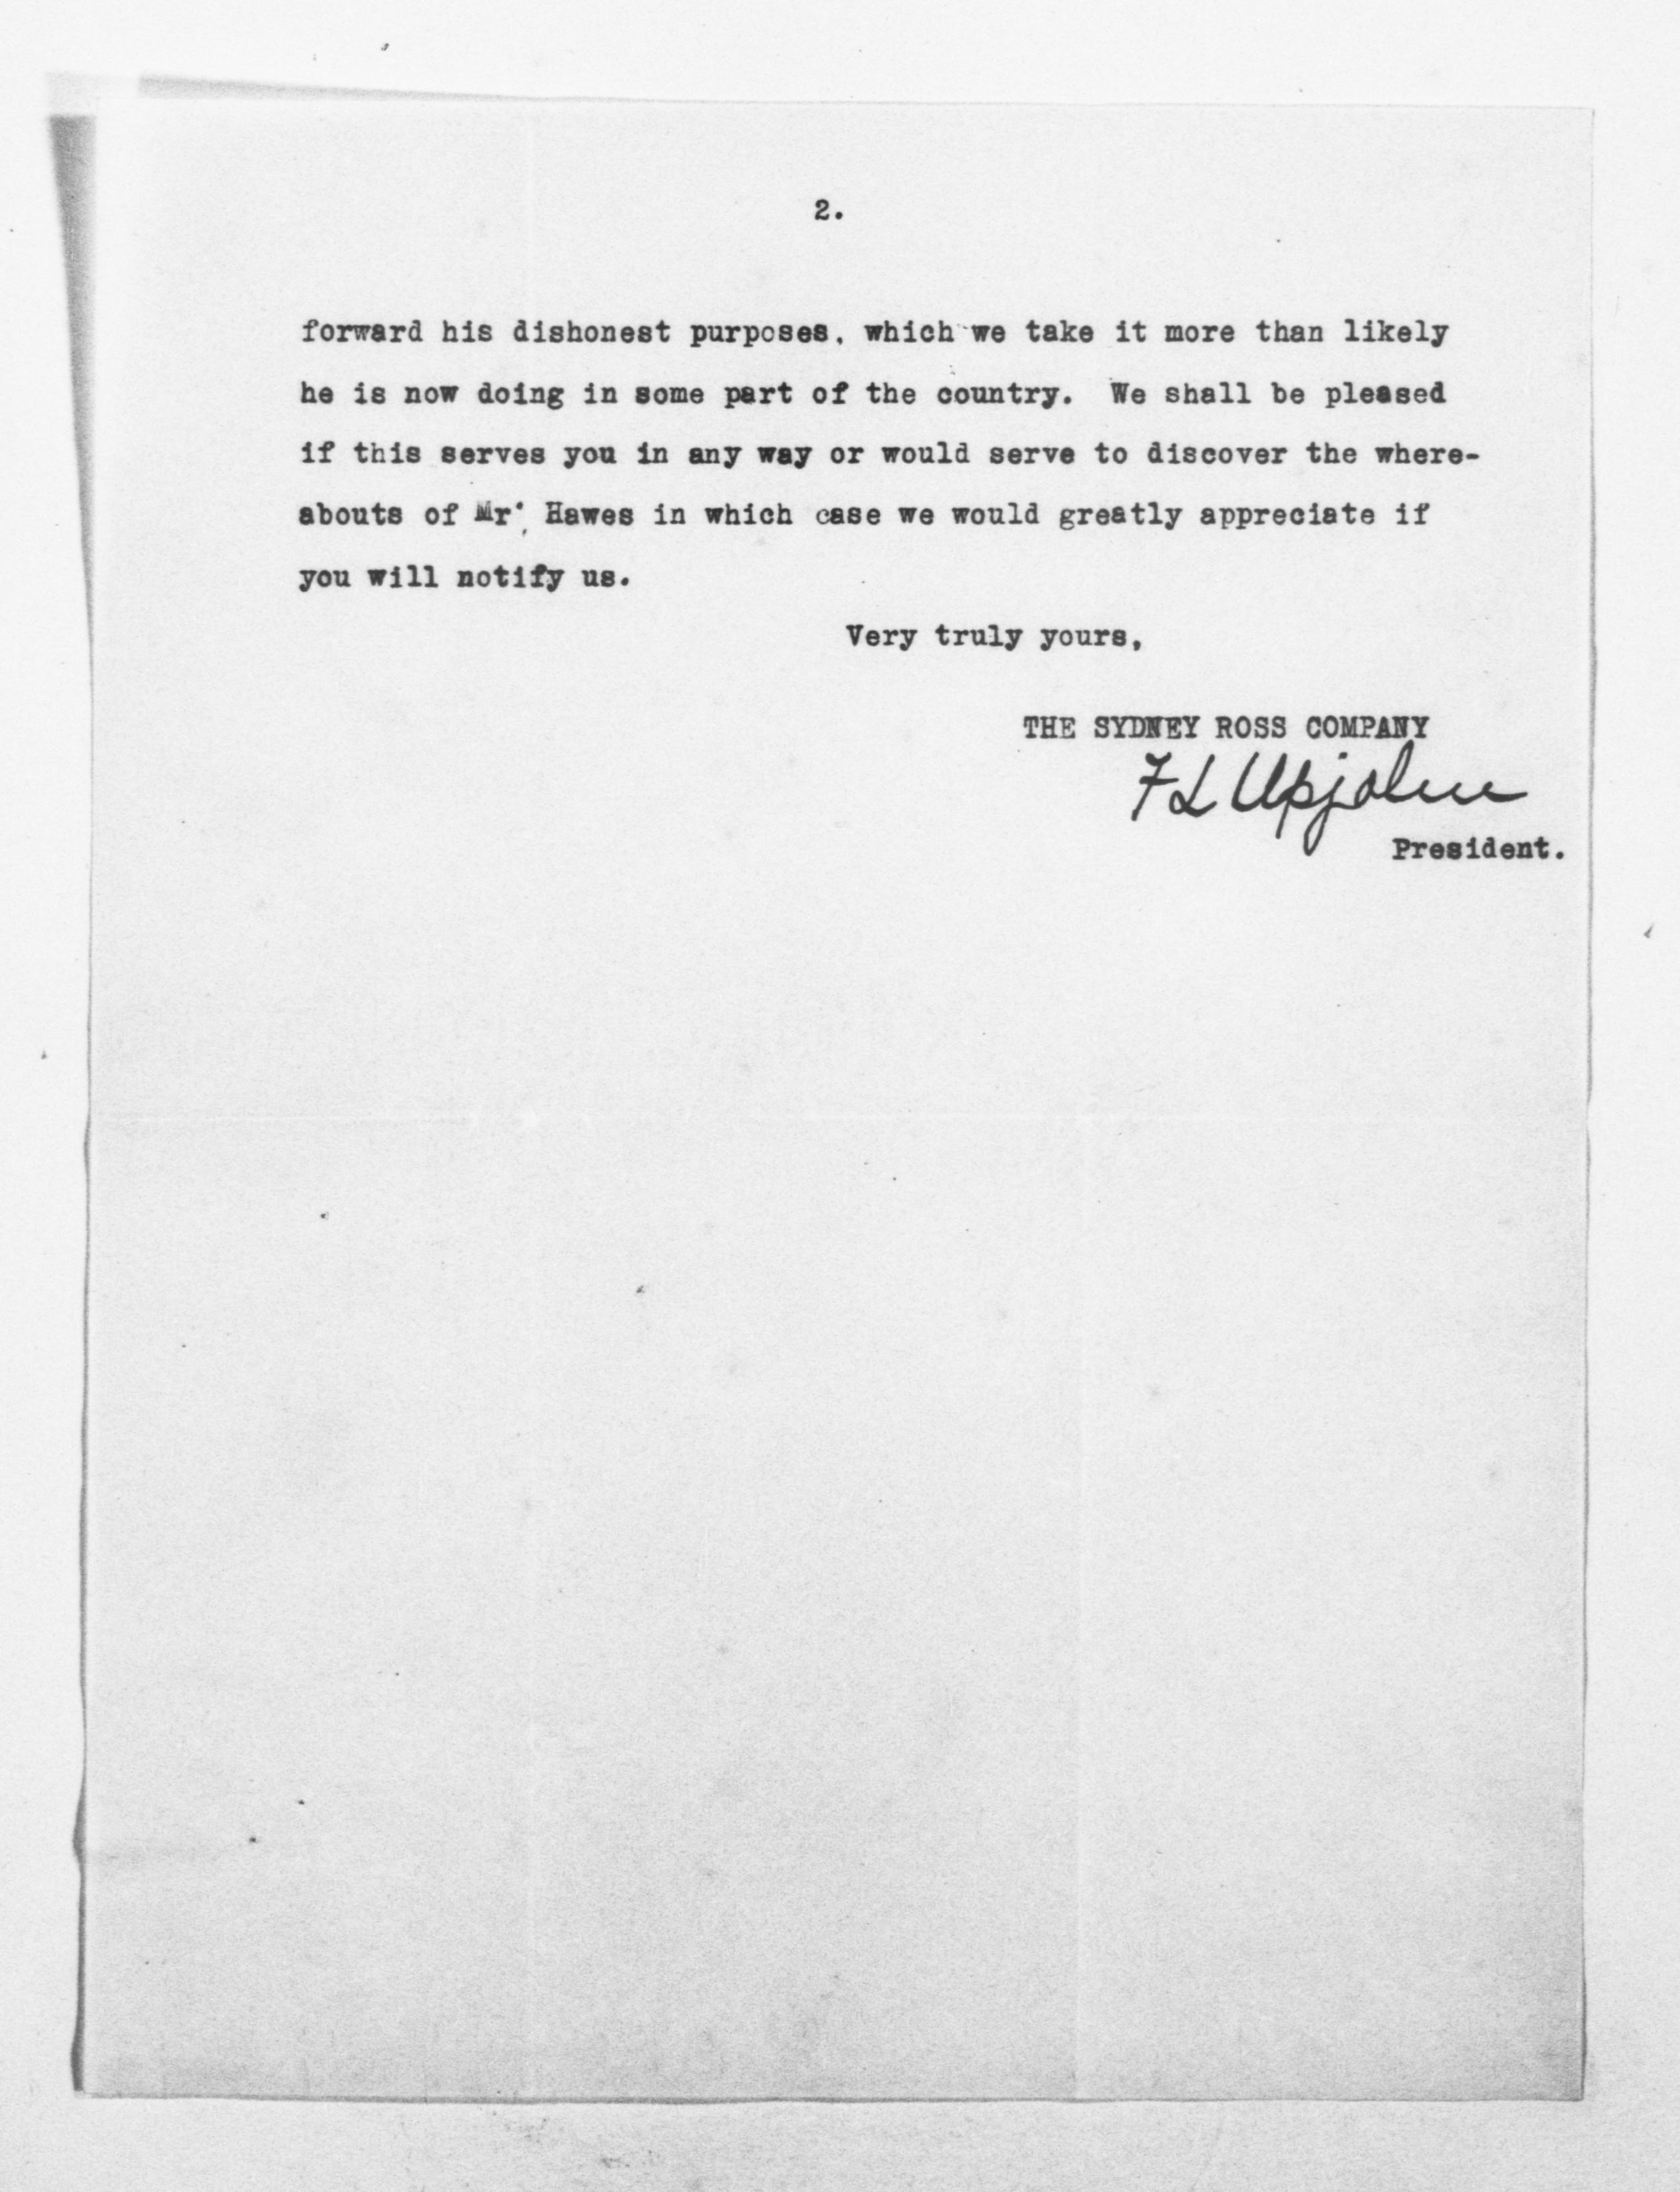 2.
forward his dishonest purposes, which we take it more than likely
he is now doing in some part of the country. We shall be pleased
if this serves you in any way or would serve to discover the where-
abouts of Mr. Hawes in which case we would greatly appreciate if
you will notify us.
Very truly yours,
THE SYDNEY ROSS COMPANY
F L Upjohn
President.